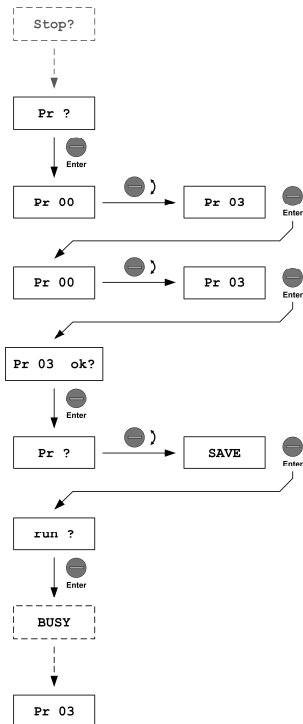 Stop?
Pr ?
Enter
Pr 00
Pr 03
Enter
Pr 00
Pr 03
Enter
Pr 03 ok?
Enter
Pr ?
SAVE
Enter
run ?
Enter
BUSY
Pr 03